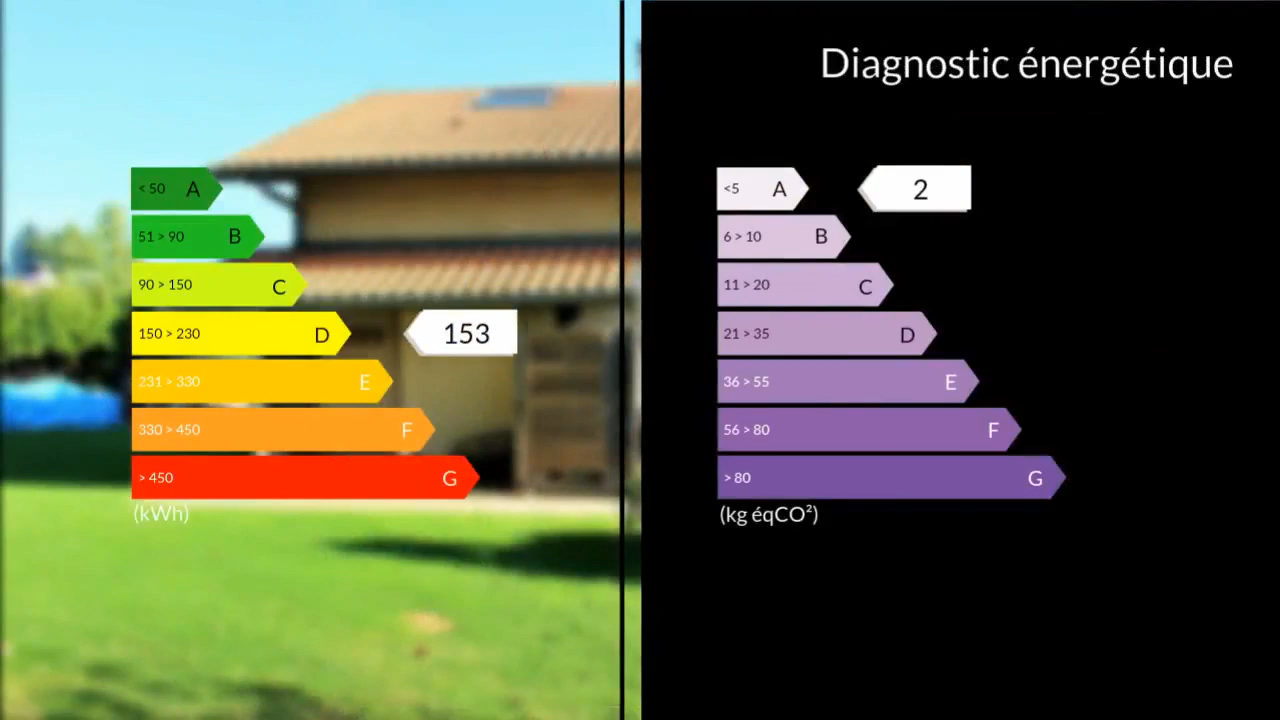 Diagnostic énergétique
<50 A
51 > 90 B
90 > 150 C
150 > 230 D
153
231 > 330 E
330 > 450 F
> 450 G
(kWh)
<5 A
2
6 > 10 B
11 > 20 C
21 > 35 D
36 > 55 E
56 > 80 F
> 80 G
(kg éqCO²)